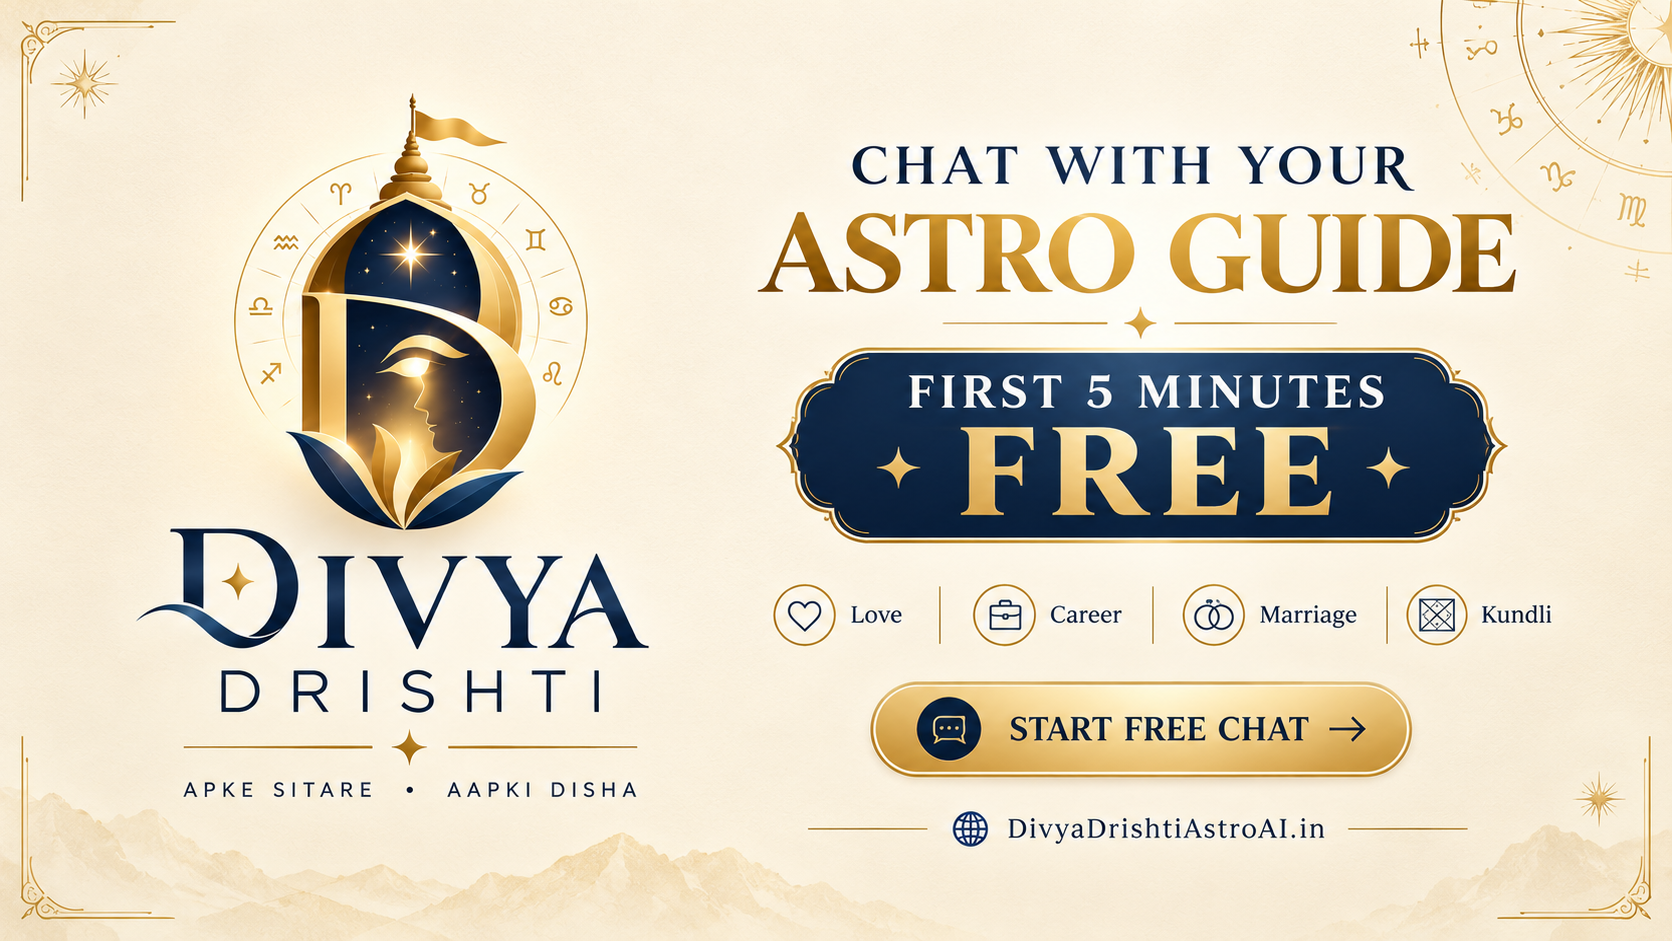 DIVYA
DRISHTI
APKE SITARE • AAPKI DISHA
CHAT WITH YOUR
ASTRO GUIDE
FIRST 5 MINUTES
FREE
Love
Career
Marriage
Kundli
START FREE CHAT →
DivyaDrishtiAstroAI.in